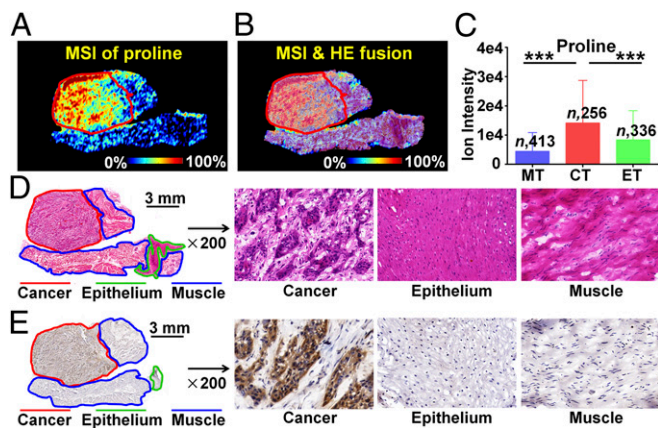 A
MSI of proline
0% 100%
B
MSI & HE fusion
0% 100%
C
Proline
*** ***
Ion Intensity
4e4
3e4
2e4
1e4
0
n,413
n,256
n,336
MT CT ET
D
3 mm
×200
Cancer Epithelium Muscle
Cancer Epithelium Muscle
E
3 mm
×200
Cancer Epithelium Muscle
Cancer Epithelium Muscle